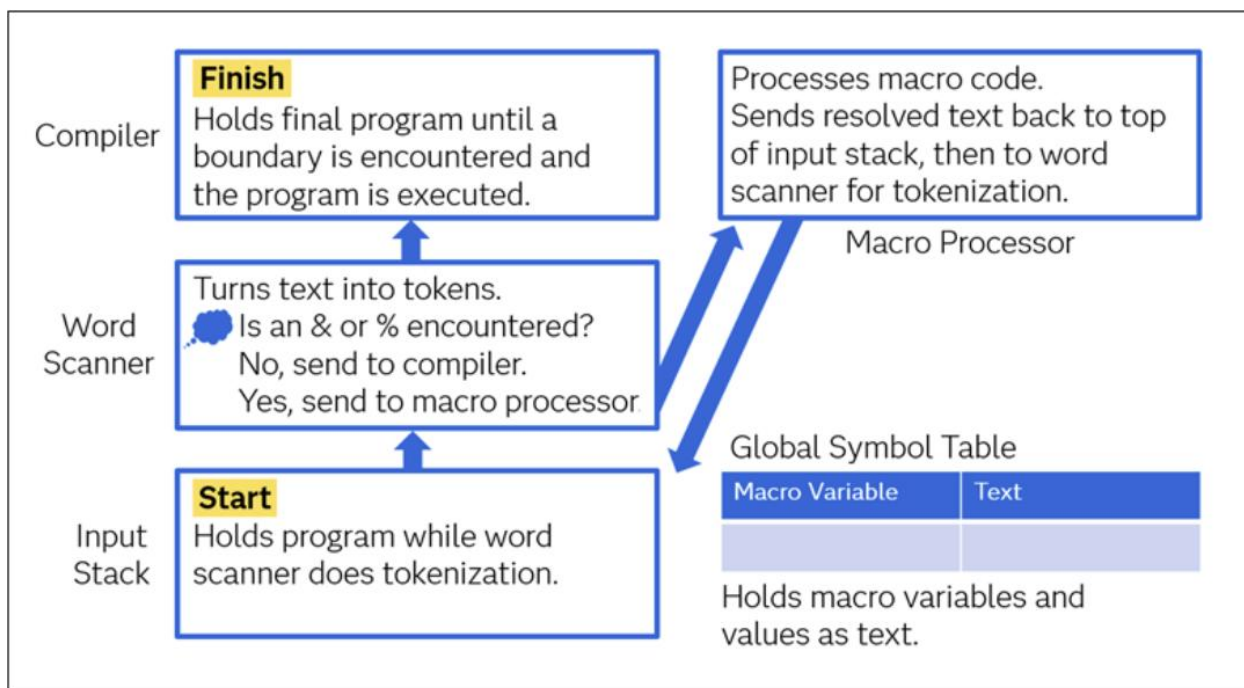 Compiler
Finish
Holds final program until a
boundary is encountered and
the program is executed.
Processes macro code.
Sends resolved text back to top
of input stack, then to word
scanner for tokenization.
Macro Processor
Word
Scanner
Turns text into tokens.
Is an & or % encountered?
No, send to compiler.
Yes, send to macro processor.
Input
Stack
Start
Holds program while word
scanner does tokenization.
Global Symbol Table
Macro Variable Text
Holds macro variables and
values as text.